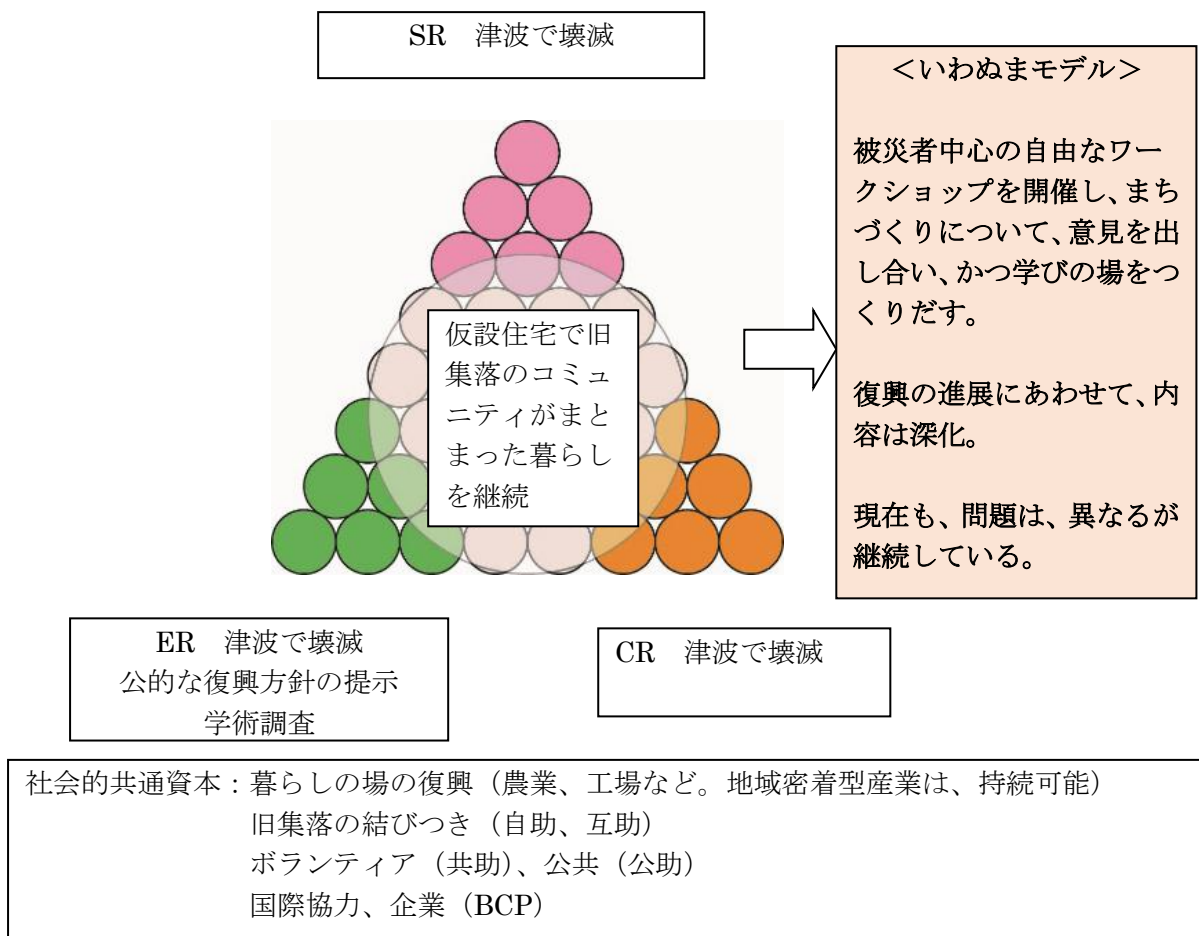 SR　津波で壊滅
＜いわぬまモデル＞
被災者中心の自由なワー
クショップを開催し、まち
づくりについて、意見を出
し合い、かつ学びの場をつ
くりだす。
復興の進展にあわせて、内
容は深化。
現在も、問題は、異なるが
継続している。
仮設住宅で旧
集落のコミュ
ニティがまと
まった暮らし
を継続
ER　津波で壊滅
公的な復興方針の提示
学術調査
CR　津波で壊滅
社会的共通資本：暮らしの場の復興（農業、工場など。地域密着型産業は、持続可能）
旧集落の結びつき（自助、互助）
ボランティア（共助）、公共（公助）
国際協力、企業（BCP）